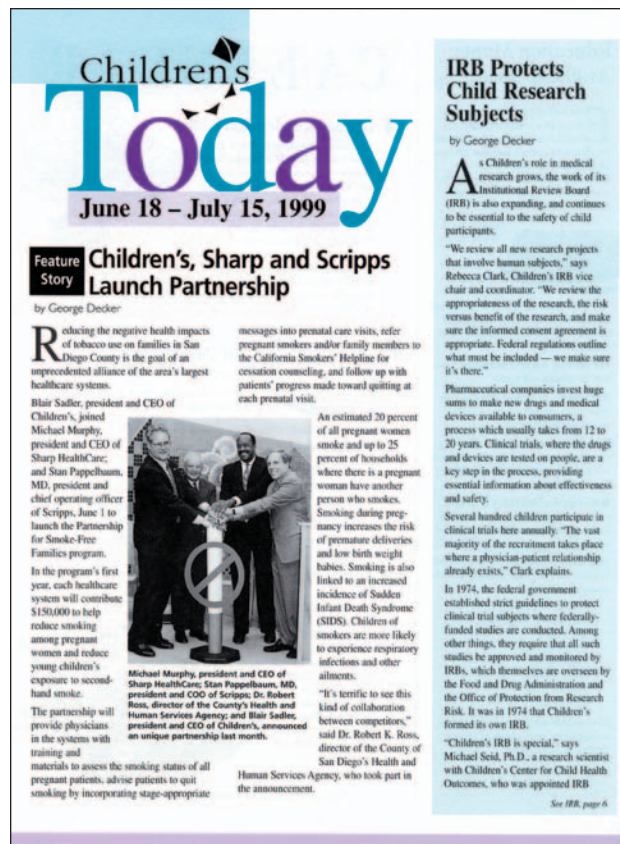 Children's
Today
June 18 – July 15, 1999
Feature
Story
Children's, Sharp and Scripps
Launch Partnership
by George Decker
Reducing the negative health impacts
of tobacco use on families in San
Diego County is the goal of an
unprecedented alliance of the area's largest
healthcare systems.
Blair Sadler, president and CEO of
Children's, joined
Michael Murphy,
president and CEO of
Sharp HealthCare;
and Stan Pappelbaum,
MD, president and
chief operating officer
of Scripps, June 1 to
launch the Partnership
for Smoke-Free
Families program.
In the program's first
year, each healthcare
system will contribute
$150,000 to help
reduce smoking
among pregnant
women and reduce
young children's
exposure to second-
hand smoke.
The partnership will
provide physicians
in the systems with
training and
materials to assess the smoking status of all
pregnant patients, advise patients to quit
smoking by incorporating stage-appropriate
messages into prenatal care visits, refer
pregnant smokers and/or family members to
the California Smokers' Helpline for
cessation counseling, and follow up with
patients' progress made toward quitting at
each prenatal visit.
An estimated 20 percent
of all pregnant women
smoke and up to 25
percent of households
where there is a pregnant
woman have another
person who smokes.
Smoking during preg-
nancy increases the risk
of premature deliveries
and low birth weight
babies. Smoking is also
linked to an increased
incidence of Sudden
Infant Death Syndrome
(SIDS). Children of
smokers are more likely
to experience respiratory
infections and other
ailments.
"It's terrific to see this
kind of collaboration
between competitors,"
said Dr. Robert K. Ross,
director of the County of
San Diego's Health and
Human Services Agency, who took part in
the announcement.
Michael Murphy, president and CEO of
Sharp HealthCare; Stan Pappelbaum, MD,
president and COO of Scripps; Dr. Robert
Ross, director of the County's Health and
Human Services Agency; and Blair Sadler,
president and CEO of Children's, announced
an unique partnership last month.
IRB Protects
Child Research
Subjects
by George Decker
As Children's role in medical
research grows, the work of its
Institutional Review Board
(IRB) is also expanding, and continues
to be essential to the safety of child
participants.
"We review all new research projects
that involve human subjects," says
Rebecca Clark, Children's IRB vice
chair and coordinator. "We review the
appropriateness of the research, the risk
versus benefit of the research, and make
sure the informed consent agreement is
appropriate. Federal regulations outline
what must be included — we make sure
it's there."
Pharmaceutical companies invest huge
sums to make new drugs and medical
devices available to consumers, a
process which usually takes from 12 to
20 years. Clinical trials, where the drugs
and devices are tested on people, are a
key step in the process, providing
essential information about effectiveness
and safety.
Several hundred children participate in
clinical trials here annually. "The vast
majority of the recruitment takes place
where a physician-patient relationship
already exists," Clark explains.
In 1974, the federal government
established strict guidelines to protect
clinical trial subjects where federally-
funded studies are conducted. Among
other things, they require that all such
studies be approved and monitored by
IRBs, which themselves are overseen by
the Food and Drug Administration and
the Office of Protection from Research
Risk. It was in 1974 that Children's
formed its own IRB.
"Children's IRB is special," says
Michael Seid, Ph.D., a research scientist
with Children's Center for Child Health
Outcomes, who was appointed IRB
See IRB, page 6